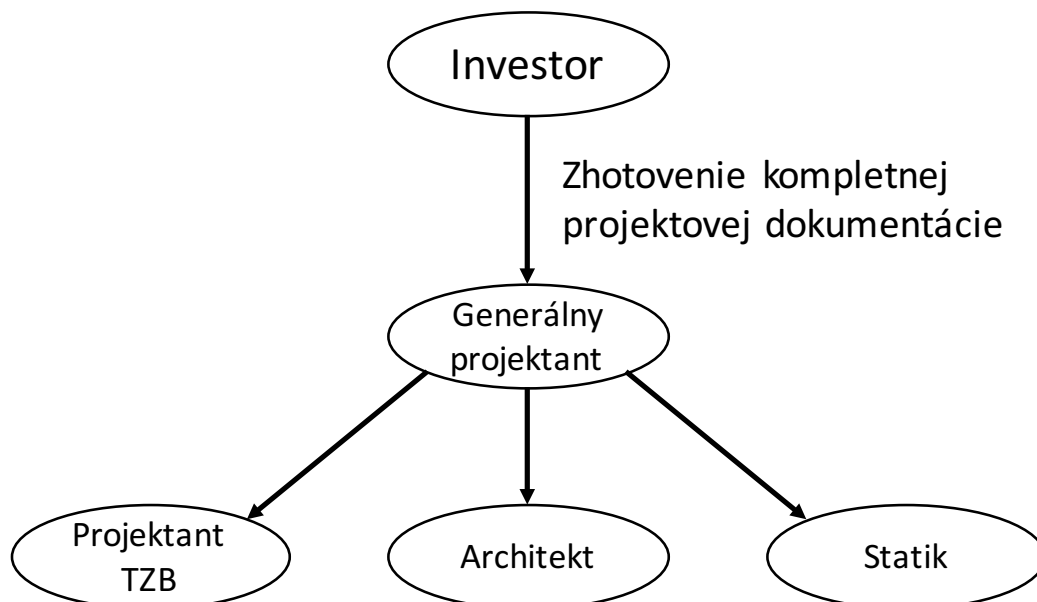 Investor
Zhotovenie kompletnej
projektovej dokumentácie
Generálny
projektant
Projektant
TZB
Architekt
Statik